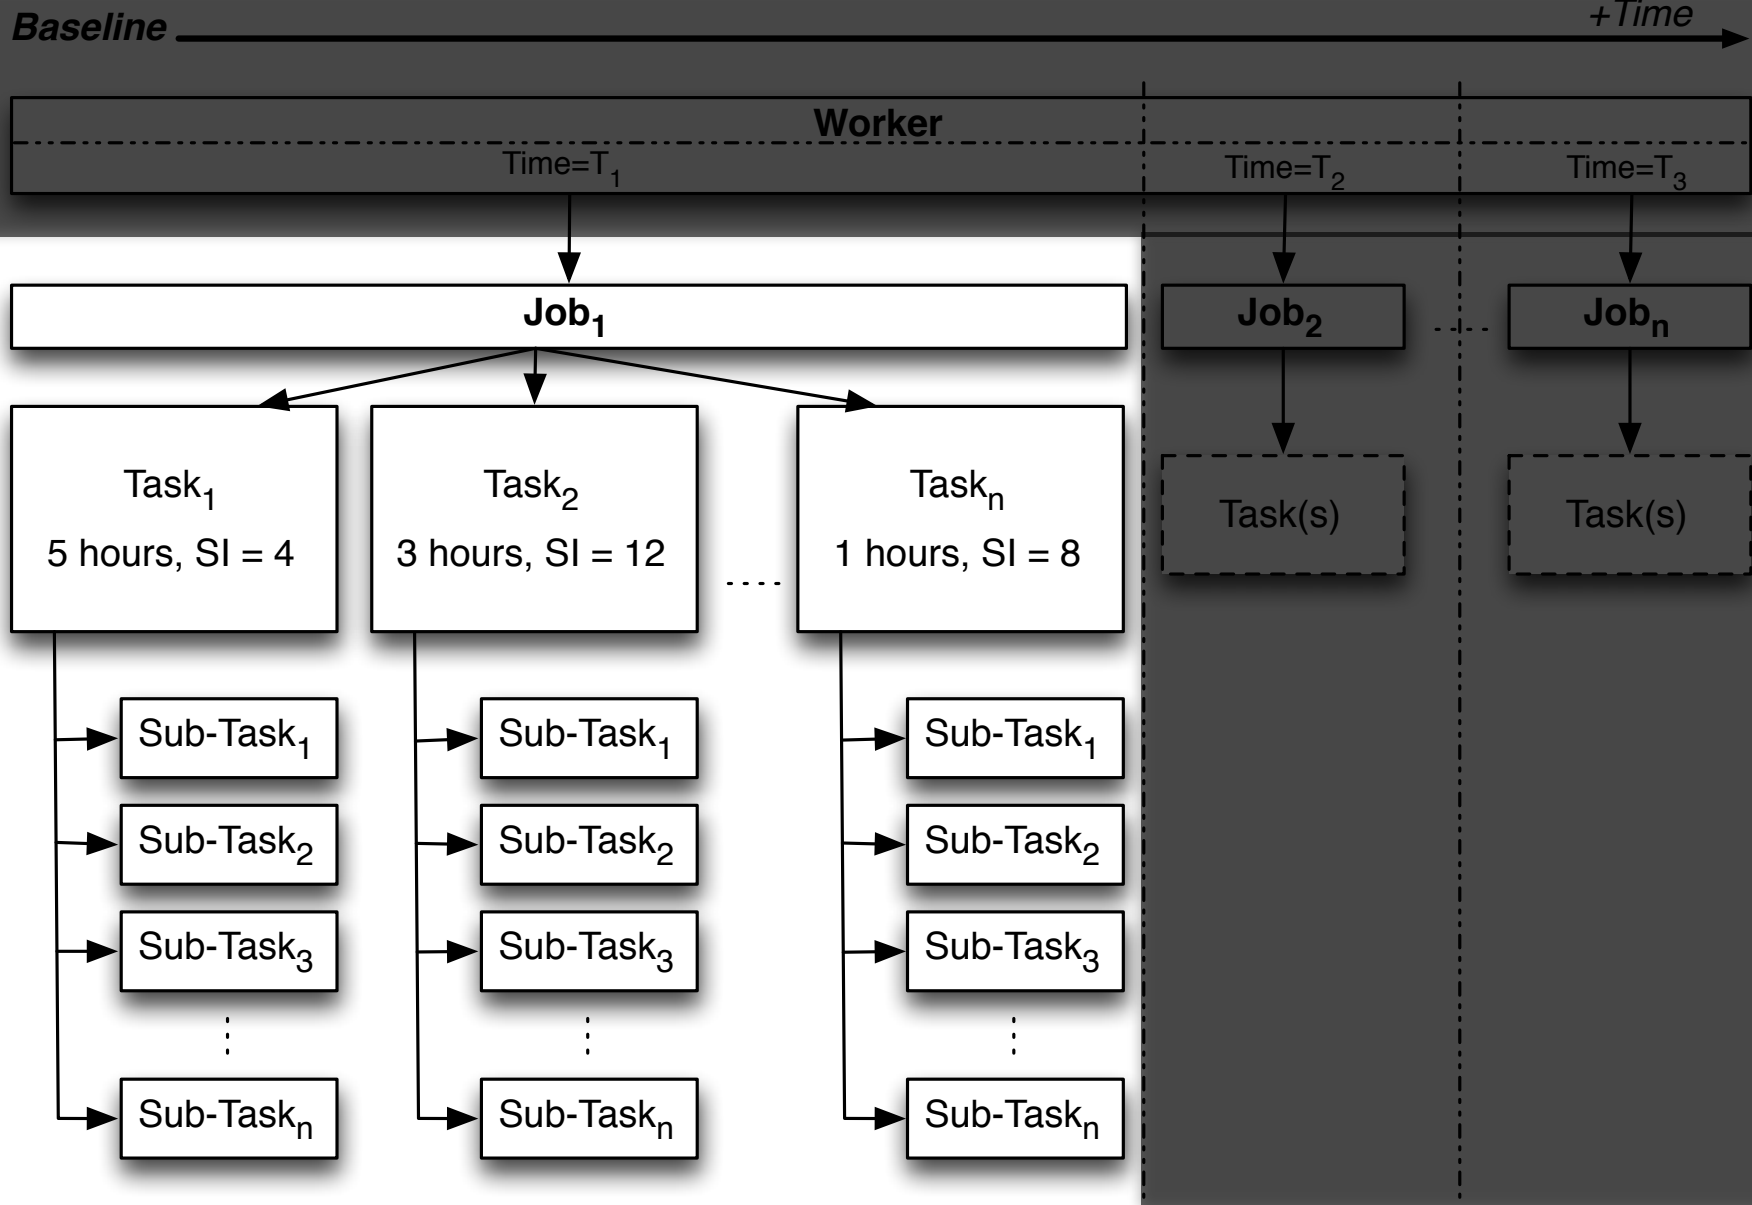 Baseline
+Time
Worker
Time=T1
Time=T2
Time=T3
Job1
Job2
Jobn
Task1
5 hours, SI = 4
Task2
3 hours, SI = 12
Taskn
1 hours, SI = 8
Task(s)
Task(s)
Sub-Task1
Sub-Task1
Sub-Task1
Sub-Task2
Sub-Task2
Sub-Task2
Sub-Task3
Sub-Task3
Sub-Task3
Sub-Taskn
Sub-Taskn
Sub-Taskn